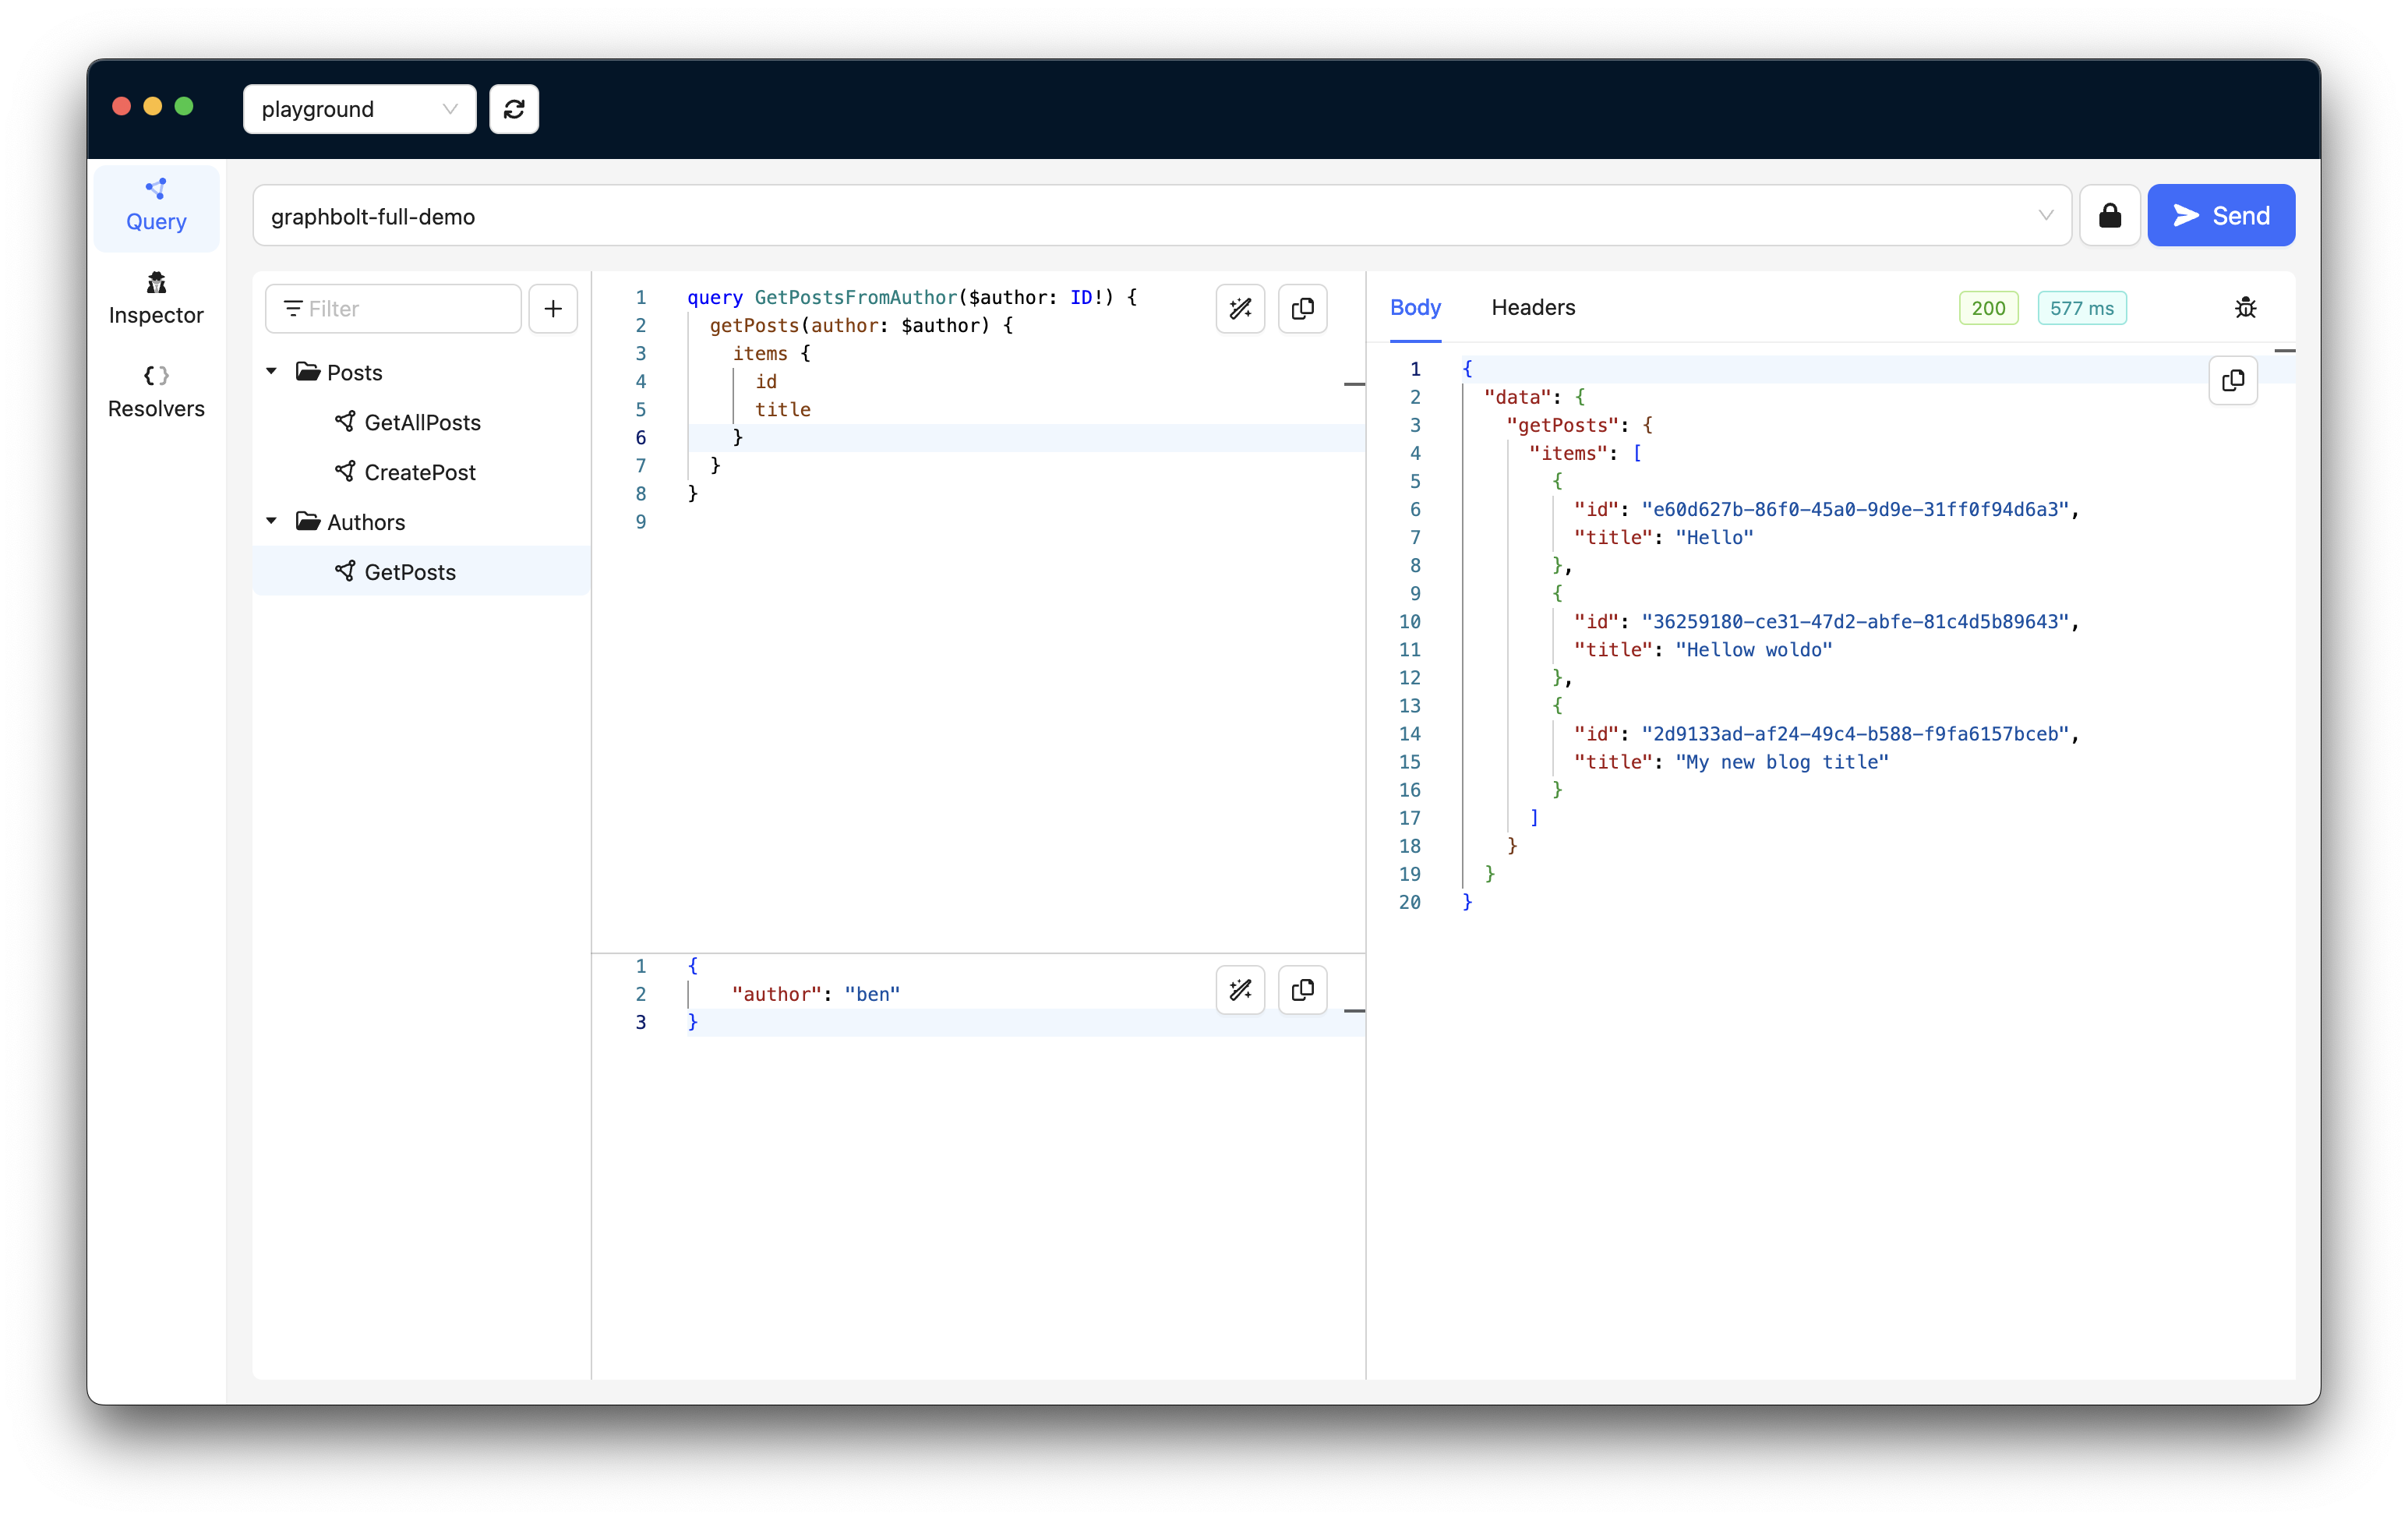 playground
Query
Inspector
Resolvers
graphbolt-full-demo
Send
Filter
Posts
GetAllPosts
CreatePost
Authors
GetPosts
1 query GetPostsFromAuthor($author: ID!) {
2 getPosts(author: $author) {
3 items {
4 id
5 title
6 }
7 }
8 }
9
1 {
2 "author": "ben"
3 }
Body Headers 200 577 ms
1 {
2 "data": {
3 "getPosts": {
4 "items": [
5 {
6 "id": "e60d627b-86f0-45a0-9d9e-31ff0f94d6a3",
7 "title": "Hello"
8 },
9 {
10 "id": "36259180-ce31-47d2-abfe-81c4d5b89643",
11 "title": "Hellow woldo"
12 },
13 {
14 "id": "2d9133ad-af24-49c4-b588-f9fa6157bceb",
15 "title": "My new blog title"
16 }
17 ]
18 }
19 }
20 }